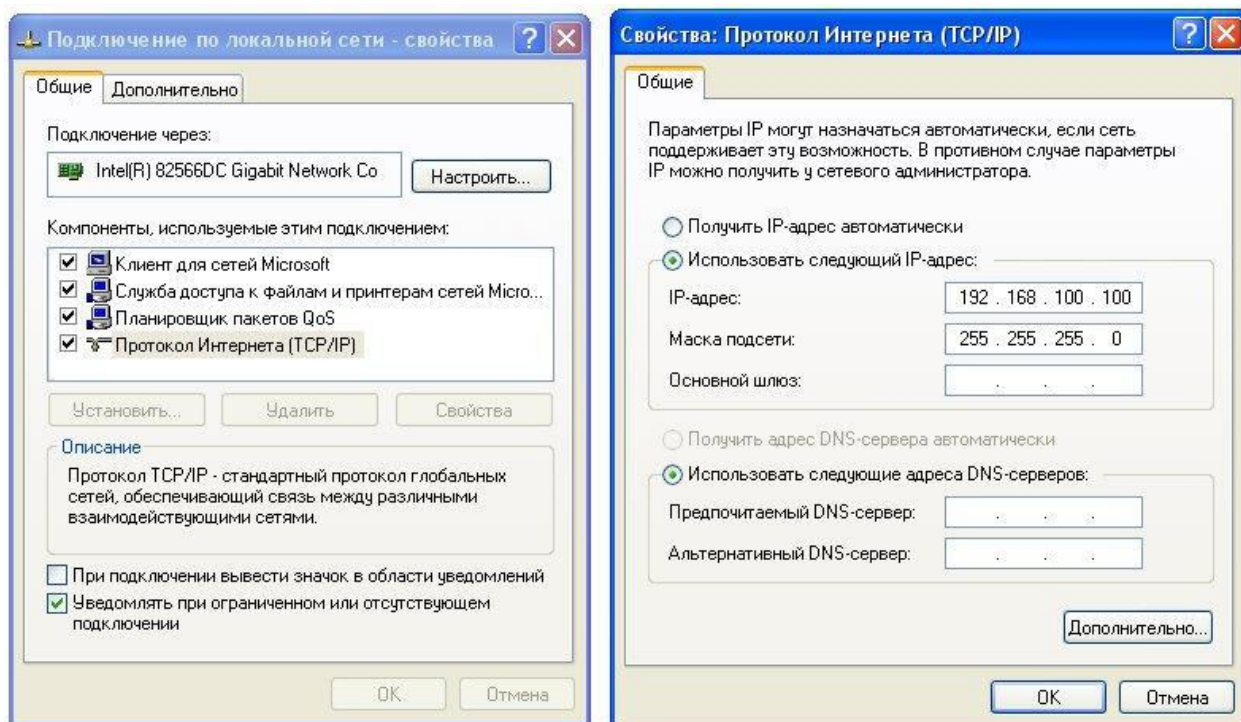 Подключение по локальной сети - свойства
Общие
Дополнительно
Подключение через:
Intel(R) 82566DC Gigabit Network Co
Настроить...
Компоненты, используемые этим подключением:
Клиент для сетей Microsoft
Служба доступа к файлам и принтерам сетей Micro...
Планировщик пакетов QoS
Протокол Интернета (TCP/IP)
Установить...
Удалить
Свойства
Описание
Протокол TCP/IP - стандартный протокол глобальных
сетей, обеспечивающий связь между различными
взаимодействующими сетями.
При подключении вывести значок в области уведомлений
Уведомлять при ограниченном или отсутствующем
подключении
OK
Отмена
Свойства: Протокол Интернета (TCP/IP)
Общие
Параметры IP могут назначаться автоматически, если сеть
поддерживает эту возможность. В противном случае параметры
IP можно получить у сетевого администратора.
Получить IP-адрес автоматически
Использовать следующий IP-адрес:
IP-адрес:
192 . 168 . 100 . 100
Маска подсети:
255 . 255 . 255 . 0
Основной шлюз:
. . .
Получить адрес DNS-сервера автоматически
Использовать следующие адреса DNS-серверов:
Предпочитаемый DNS-сервер:
. . .
Альтернативный DNS-сервер:
. . .
Дополнительно...
OK
Отмена